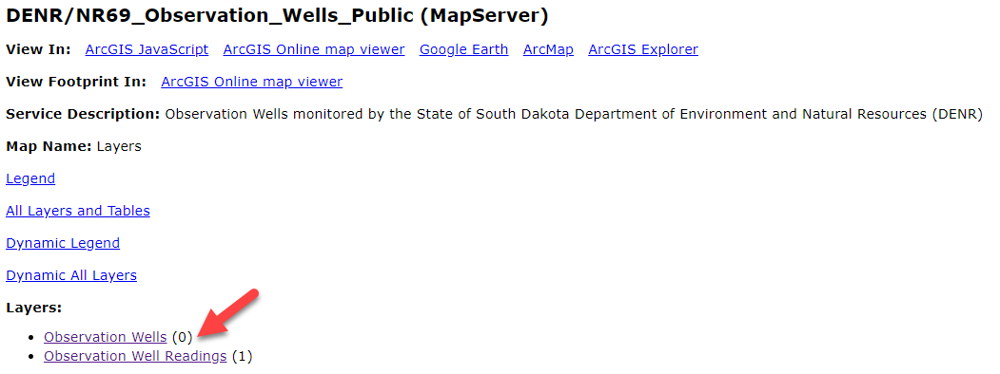 DENR/NR69_Observation_Wells_Public (MapServer)
View In: ArcGIS JavaScript ArcGIS Online map viewer Google Earth ArcMap ArcGIS Explorer
View Footprint In: ArcGIS Online map viewer
Service Description: Observation Wells monitored by the State of South Dakota Department of Environment and Natural Resources (DENR)
Map Name: Layers
Legend
All Layers and Tables
Dynamic Legend
Dynamic All Layers
Layers:
• Observation Wells (0)
• Observation Well Readings (1)